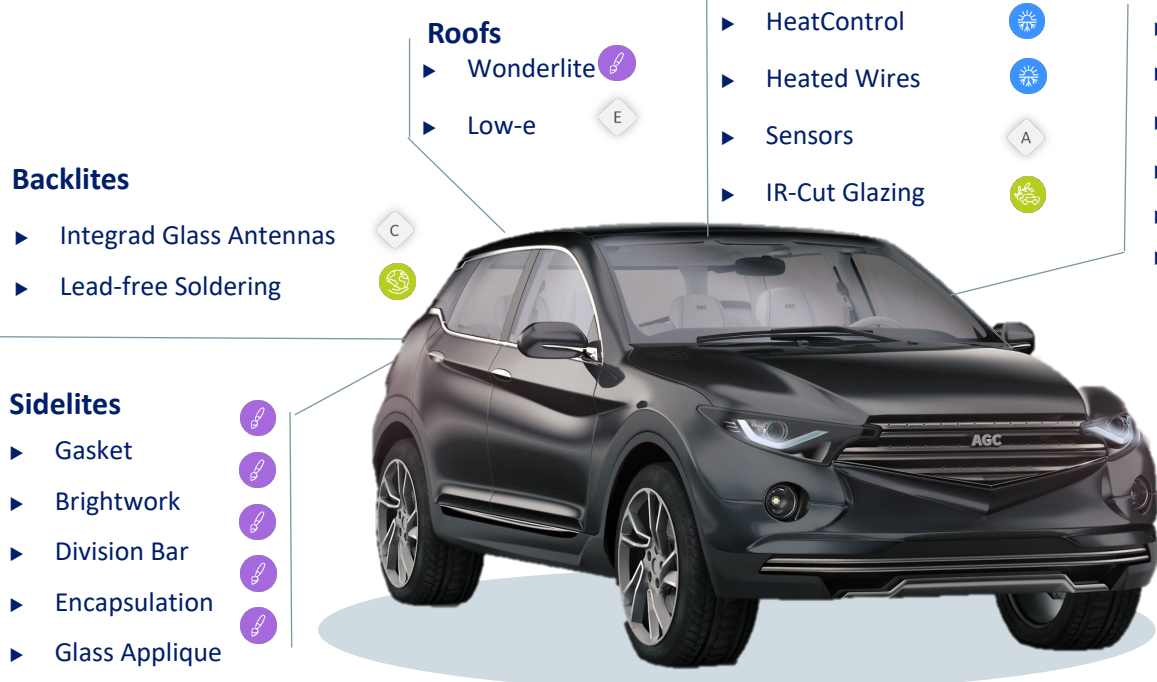 Roofs
Wonderlite
Low-e
E
HeatControl
Heated Wires
Sensors
A
IR-Cut Glazing
Backlites
Integrad Glass Antennas
C
Lead-free Soldering
Sidelites
Gasket
Brightwork
Division Bar
Encapsulation
Glass Applique
AGC